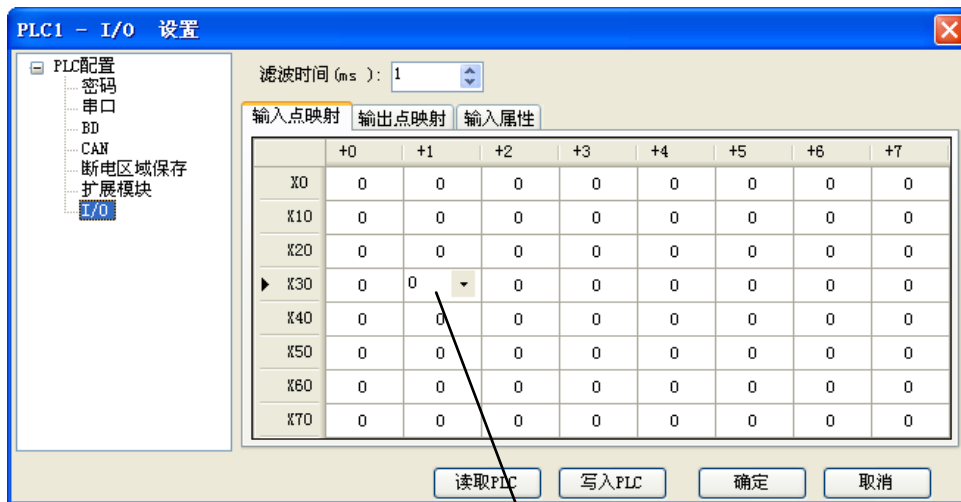 PLC1 - I/O 设置
PLC配置
密码
串口
BD
CAN
断电区域保存
扩展模块
I/O
滤波时间(ms ): 1
输入点映射 输出点映射 输入属性
+0 +1 +2 +3 +4 +5 +6 +7
X0 0 0 0 0 0 0 0 0
X10 0 0 0 0 0 0 0 0
X20 0 0 0 0 0 0 0 0
X30 0 0 0 0 0 0 0 0
X40 0 0 0 0 0 0 0 0
X50 0 0 0 0 0 0 0 0
X60 0 0 0 0 0 0 0 0
X70 0 0 0 0 0 0 0 0
读取PLC 写入PLC 确定 取消